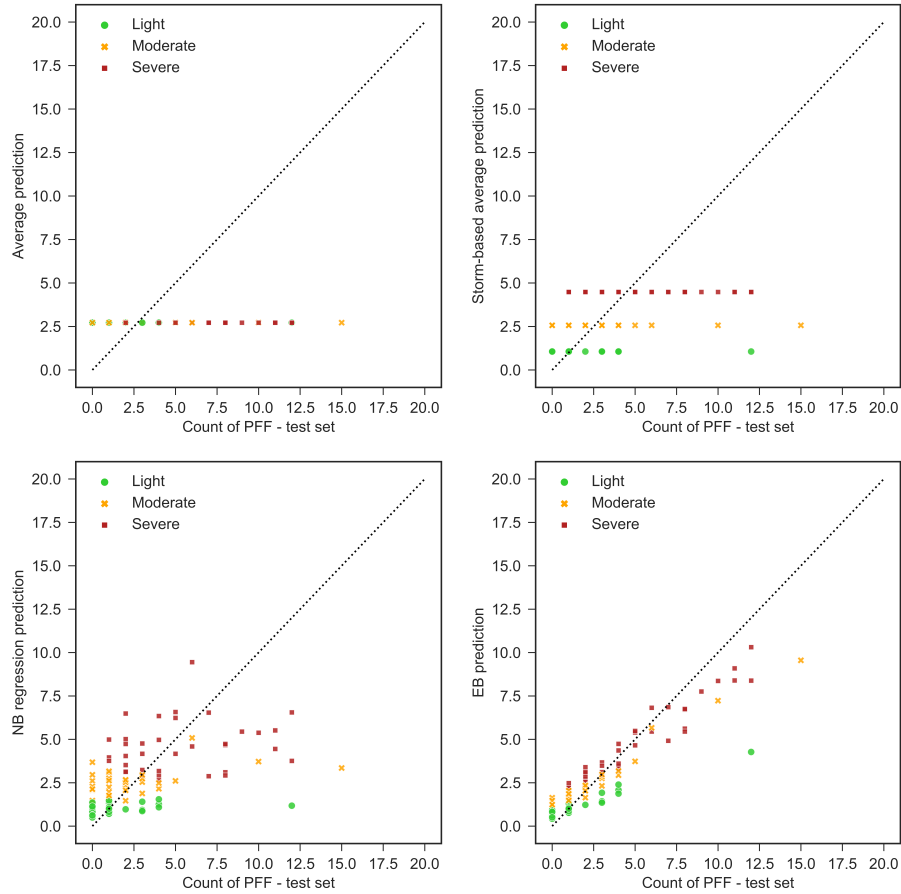 20.0
17.5
15.0
12.5
10.0
7.5
5.0
2.5
0.0
Average prediction
Light
Moderate
Severe
0.0 2.5 5.0 7.5 10.0 12.5 15.0 17.5 20.0
Count of PFF - test set
20.0
17.5
15.0
12.5
10.0
7.5
5.0
2.5
0.0
Storm-based average prediction
Light
Moderate
Severe
0.0 2.5 5.0 7.5 10.0 12.5 15.0 17.5 20.0
Count of PFF - test set
20.0
17.5
15.0
12.5
10.0
7.5
5.0
2.5
0.0
NB regression prediction
Light
Moderate
Severe
0.0 2.5 5.0 7.5 10.0 12.5 15.0 17.5 20.0
Count of PFF - test set
20.0
17.5
15.0
12.5
10.0
7.5
5.0
2.5
0.0
EB prediction
Light
Moderate
Severe
0.0 2.5 5.0 7.5 10.0 12.5 15.0 17.5 20.0
Count of PFF - test set